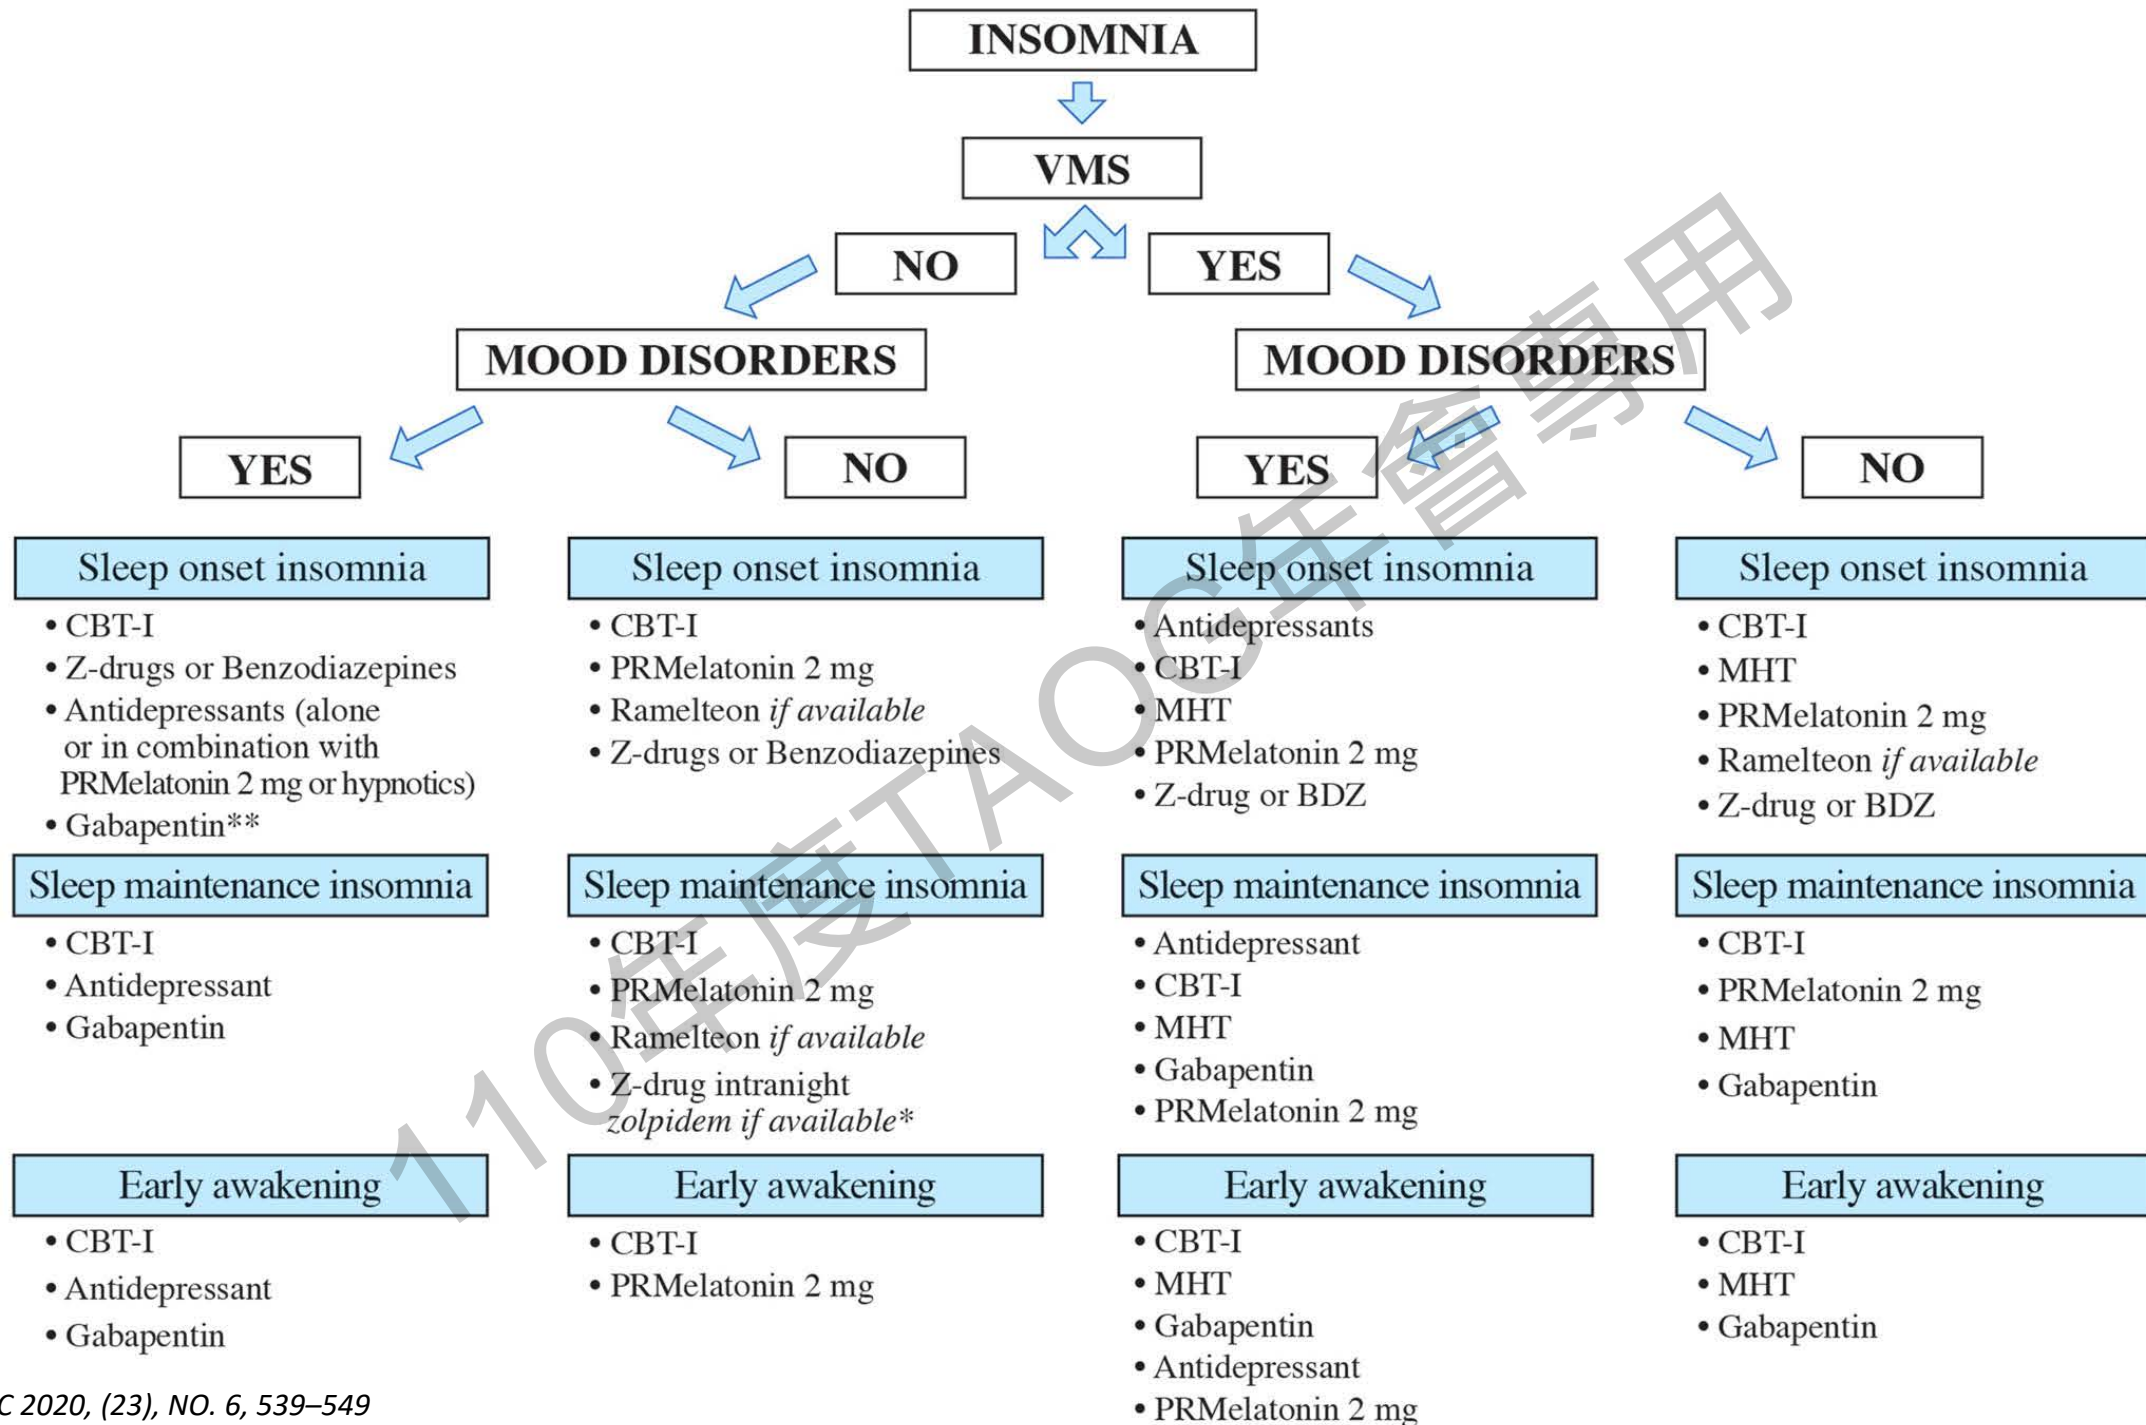 INSOMNIA
VMS
NO
YES
MOOD DISORDERS
MOOD DISORDERS
YES
NO
YES
NO
Sleep onset insomnia
• CBT-I
• Z-drugs or Benzodiazepines
• Antidepressants (alone
or in combination with
PRMelatonin 2 mg or hypnotics)
• Gabapentin**
Sleep maintenance insomnia
• CBT-I
• Antidepressant
• Gabapentin
Early awakening
• CBT-I
• Antidepressant
• Gabapentin
Sleep onset insomnia
• CBT-I
• PRMelatonin 2 mg
• Ramelteon if available
• Z-drugs or Benzodiazepines
Sleep maintenance insomnia
• CBT-I
• PRMelatonin 2 mg
• Ramelteon if available
• Z-drug intranight
zolpidem if available*
Early awakening
• CBT-I
• PRMelatonin 2 mg
Sleep onset insomnia
• Antidepressants
• CBT-I
• MHT
• PRMelatonin 2 mg
• Z-drug or BDZ
Sleep maintenance insomnia
• Antidepressant
• CBT-I
• MHT
• Gabapentin
• PRMelatonin 2 mg
Early awakening
• CBT-I
• MHT
• Gabapentin
• Antidepressant
• PRMelatonin 2 mg
Sleep onset insomnia
• CBT-I
• MHT
• PRMelatonin 2 mg
• Ramelteon if available
• Z-drug or BDZ
Sleep maintenance insomnia
• CBT-I
• PRMelatonin 2 mg
• MHT
• Gabapentin
Early awakening
• CBT-I
• MHT
• Gabapentin
C 2020, (23), NO. 6, 539–549
110年度TAOG年會專用